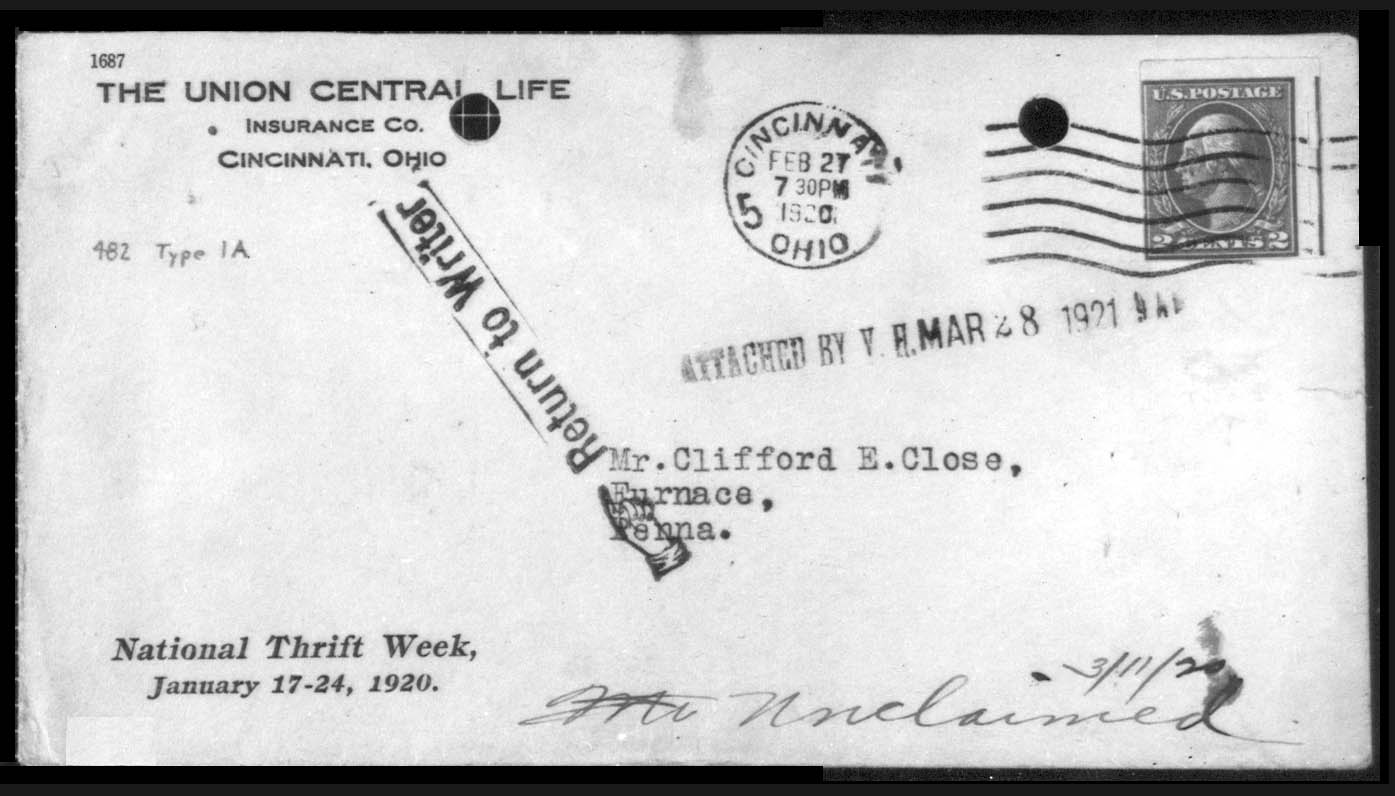 1687
THE UNION CENTRAL LIFE
INSURANCE CO.
CINCINNATI, OHIO
482 Type 1A
CINCINNATI
FEB 27
7 30PM
1920
5 OHIO
U.S.POSTAGE
2 CENTS 2
Return to Writer
ATTACHED BY V. H. MAR 28 1921 9 AM
Mr.Clifford E.Close,
Furnace,
Penna.
National Thrift Week,
January 17-24, 1920.
3/11/20
Unclaimed